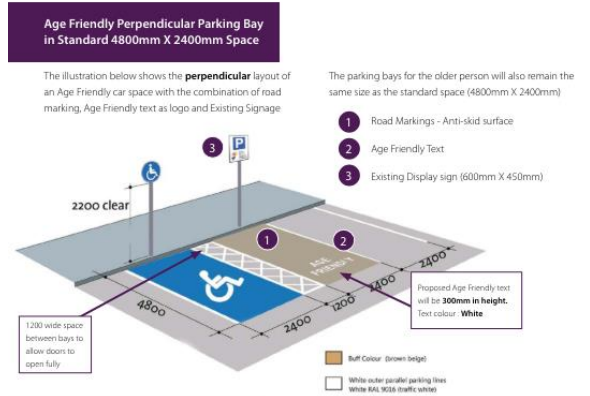 Age Friendly Perpendicular Parking Bay
in Standard 4800mm X 2400mm Space
The illustration below shows the perpendicular layout of
an Age Friendly car space with the combination of road
marking, Age Friendly text as logo and Existing Signage
The parking bays for the older person will also remain the
same size as the standard space (4800mm X 2400mm)
1 Road Markings - Anti-skid surface
2 Age Friendly Text
3 Existing Display sign (600mm X 450mm)
3
P
2200 clear
1
2
AGE
FRIENDLY
4800
2400
1200
2400
2400
Proposed Age Friendly text
will be 300mm in height.
Text colour : White
1200 wide space
between bays to
allow doors to
open fully
Buff Colour (brown beige)
White outer parallel parking lines
White RAL 9016 (traffic white)